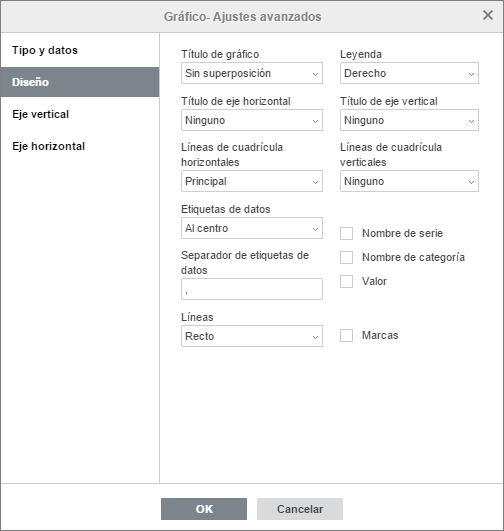 Gráfico- Ajustes avanzados
Tipo y datos
Diseño
Eje vertical
Eje horizontal
Título de gráfico
Sin superposición
Leyenda
Derecho
Título de eje horizontal
Ninguno
Título de eje vertical
Ninguno
Líneas de cuadrícula
horizontales
Principal
Líneas de cuadrícula
verticales
Ninguno
Etiquetas de datos
Al centro
Nombre de serie
Nombre de categoría
Valor
Separador de etiquetas de
datos
,
Líneas
Recto
Marcas
OK
Cancelar